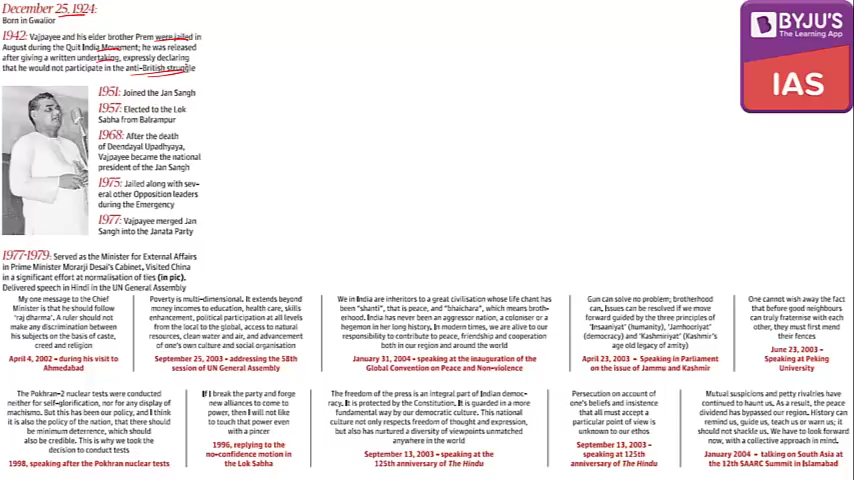 December 25, 1924:
Born in Gwalior
1942: Vajpayee and his elder brother Prem were jailed in
August during the Quit India Movement; he was released
after giving a written undertaking, expressly declaring
that he would not participate in the anti-British struggle
1951: Joined the Jan Sangh
1957: Elected to the Lok
Sabha from Balrampur
1968: After the death
of Deendayal Upadhyaya,
Vajpayee became the national
president of the Jan Sangh
1975: Jailed along with sev-
eral other Opposition leaders
during the Emergency
1977: Vajpayee merged Jan
Sangh into the Janata Party
1977-1979: Served as the Minister for External Affairs
in Prime Minister Morarji Desai's Cabinet. Visited China
in a significant effort at normalisation of ties (in pic).
Delivered speech in Hindi in the UN General Assembly
BYJU'S
The Learning App
IAS
My one message to the Chief
Minister is that he should follow
'raj dharma'. A ruler should not
make any discrimination between
his subjects on the basis of caste,
creed and religion
April 4, 2002 - during his visit to
Ahmedabad
Poverty is multi-dimensional. It extends beyond
money incomes to education, health care, skills
enhancement, political participation at all levels
from the local to the global, access to natural
resources, clean water and air, and advancement
of one's own culture and social organisation
September 25, 2003 - addressing the 58th
session of UN General Assembly
We in India are inheritors to a great civilisation whose life chant has
been "shanti", that is peace, and "bhaichara", which means broth-
erhood. India has never been an aggressor nation, a coloniser or a
hegemon in her long history. In modern times, we are alive to our
responsibility to contribute to peace, friendship and cooperation
both in our region and around the world
January 31, 2004 - speaking at the inauguration of the
Global Convention on Peace and Non-violence
Gun can solve no problem; brotherhood
can. Issues can be resolved if we move
forward guided by the three principles of
'Insaaniyat' (humanity), 'Jamhooriyat'
(democracy) and 'Kashmiriyat' (Kashmir's
age-old legacy of amity)
April 23, 2003 - Speaking in Parliament
on the issue of Jammu and Kashmir
One cannot wish away the fact
that before good neighbours
can truly fraternise with each
other, they must first mend
their fences
June 23, 2003-
Speaking at Peking
University
The Pokhran-2 nuclear tests were conducted
neither for self-glorification, nor for any display of
machismo. But this has been our policy, and I think
it is also the policy of the nation, that there should
be minimum deterrence, which should
also be credible. This is why we took the
decision to conduct tests
1998, speaking after the Pokhran nuclear tests
If I break the party and forge
new alliances to come to
power, then I will not like
to touch that power even
with a pincer
1996, replying to the
no-confidence motion in
the Lok Sabha
The freedom of the press is an integral part of Indian democ-
racy. It is protected by the Constitution. It is guarded in a more
fundamental way by our democratic culture. This national
culture not only respects freedom of thought and expression,
but also has nurtured a diversity of viewpoints unmatched
anywhere in the world
September 13, 2003 - speaking at the
125th anniversary of The Hindu
Persecution on account of
one's beliefs and insistence
that all must accept a
particular point of view is
unknown to our ethos
September 13, 2003 -
speaking at 125th
anniversary of The Hindu
Mutual suspicions and petty rivalries have
continued to haunt us. As a result, the peace
dividend has bypassed our region. History can
remind us, guide us, teach us or warn us; it
should not shackle us. We have to look forward
now, with a collective approach in mind.
January 2004 - talking on South Asia at
the 12th SAARC Summit in Islamabad